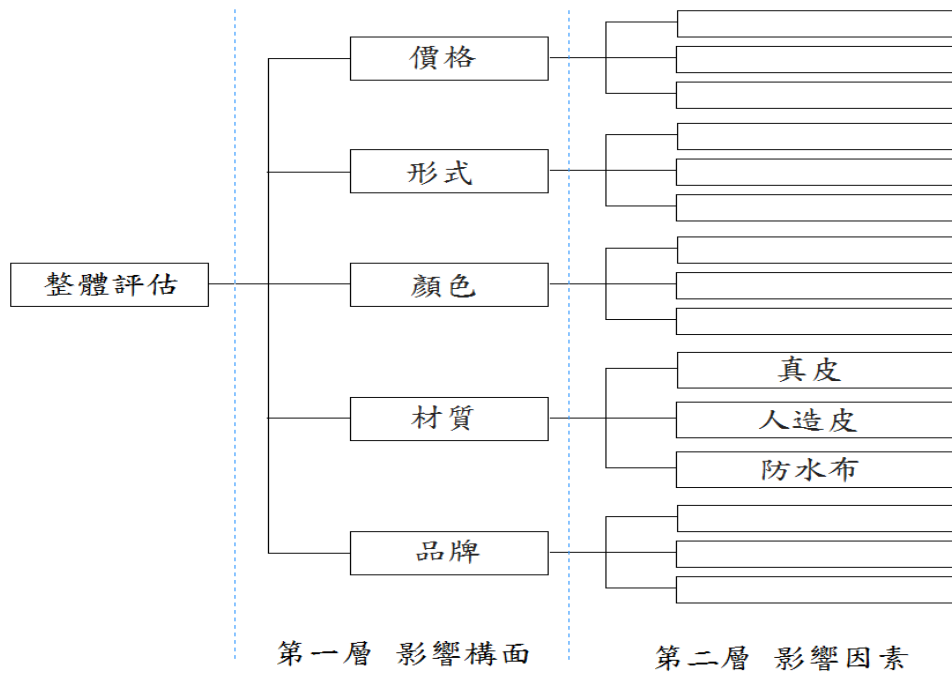 價格
形式
整體評估
顏色
真皮
材質
人造皮
防水布
品牌
第一層 影響構面
第二層 影響因素